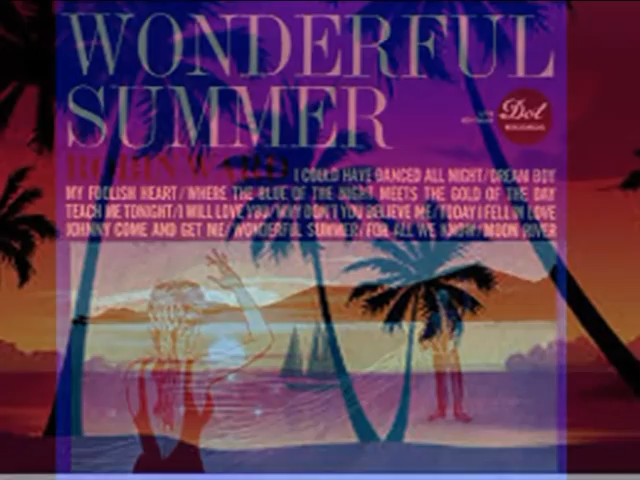 WONDERFUL
SUMMER
Dot
ROBIN WARD
I COULD HAVE DANCED ALL NIGHT/DREAM BOY
MY FOOLISH HEART/WHERE THE BLUE OF THE NIGHT MEETS THE GOLD OF THE DAY
TEACH ME TONIGHT/I WILL LOVE YOU/WHY DON'T YOU BELIEVE ME/TODAY I FELL IN LOVE
JOHNNY COME AND GET ME/WONDERFUL SUMMER/FOR ALL WE KNOW/MOON RIVER